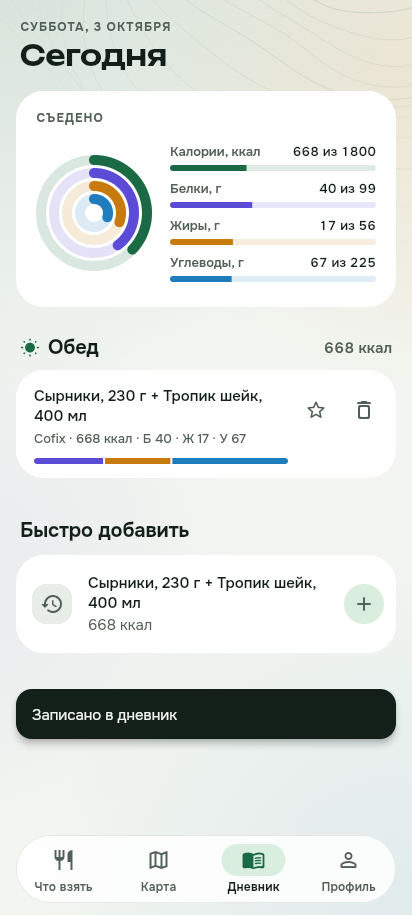 СУББОТА, 3 ОКТЯБРЯ
Сегодня
СЪЕДЕНО
Калории, ккал 668 из 1 800
Белки, г 40 из 99
Жиры, г 17 из 56
Углеводы, г 67 из 225
Обед 668 ккал
Сырники, 230 г + Тропик шейк,
400 мл
Cofix · 668 ккал · Б 40 · Ж 17 · У 67
Быстро добавить
Сырники, 230 г + Тропик шейк,
400 мл
668 ккал
Записано в дневник
Что взять Карта Дневник Профиль